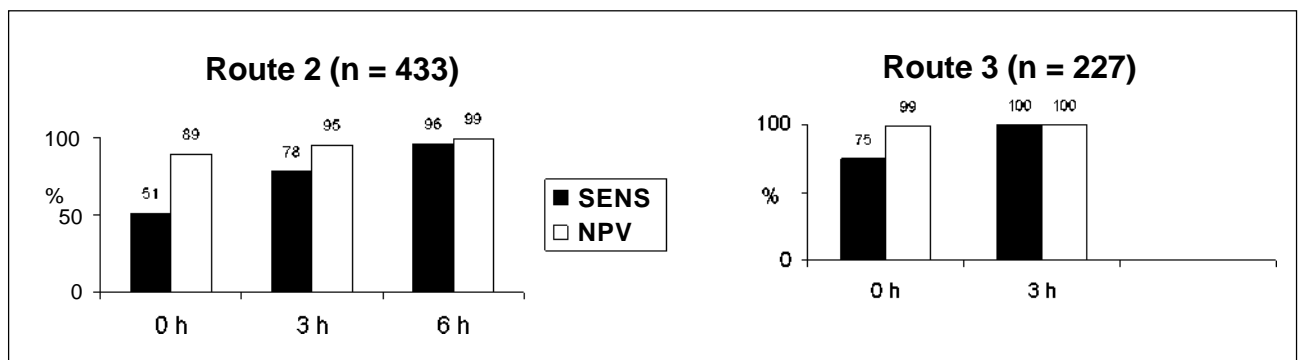 Route 2 (n = 433)
100
%
50
0
51
89
78
95
96
99
0 h
3 h
6 h
SENS
NPV
Route 3 (n = 227)
100
%
0
75
99
100
100
0 h
3 h